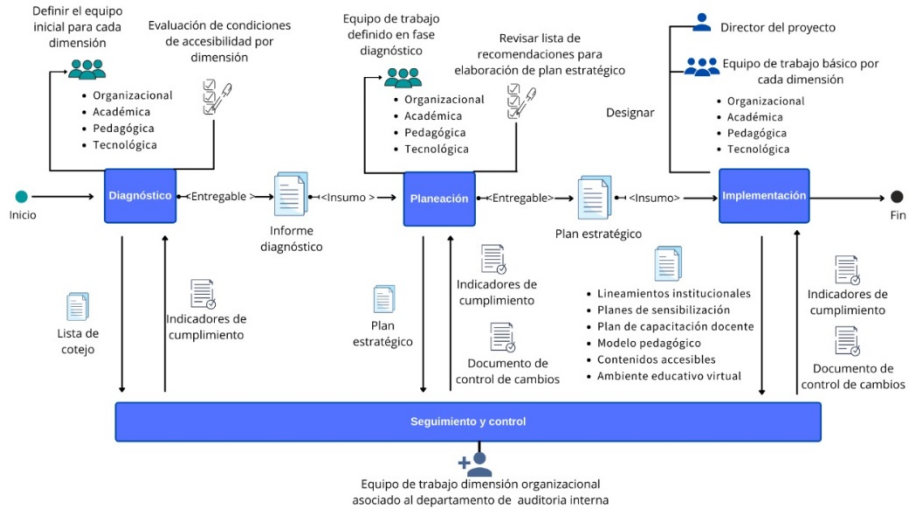 Definir el equipo
inicial para cada
dimensión
Evaluación de condiciones
de accesibilidad por
dimensión
• Organizacional
• Académica
• Pedagógica
• Tecnológica
Equipo de trabajo
definido en fase
diagnóstico
Revisar lista de
recomendaciones para
elaboración de plan estratégico
• Organizacional
• Académica
• Pedagógica
• Tecnológica
Director del proyecto
Equipo de trabajo básico por
cada dimensión
• Organizacional
• Académica
• Pedagógica
• Tecnológica
Designar
Inicio
Diagnóstico
<Entregable >
Informe
diagnóstico
<Insumo >
Planeación
<Entregable>
Plan estratégico
<Insumo>
Implementación
Fin
Lista de
cotejo
Indicadores de
cumplimiento
Plan
estratégico
Indicadores de
cumplimiento
Documento de
control de cambios
• Lineamientos institucionales
• Planes de sensibilización
• Plan de capacitación docente
• Modelo pedagógico
• Contenidos accesibles
• Ambiente educativo virtual
Indicadores de
cumplimiento
Documento de
control de cambios
Seguimiento y control
Equipo de trabajo dimensión organizacional
asociado al departamento de auditoria interna